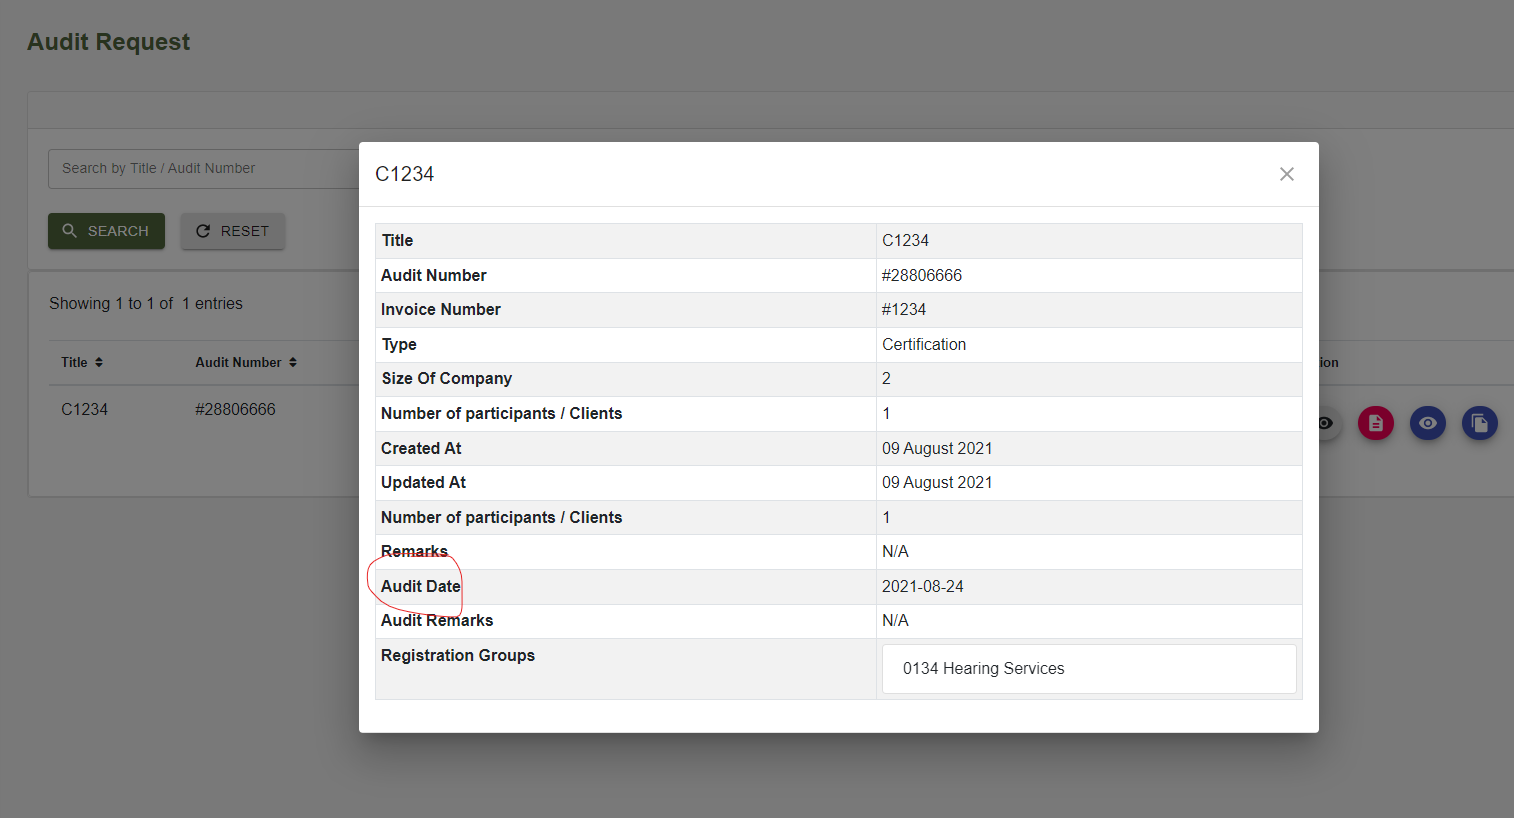 Audit Request
Search by Title / Audit Number
SEARCH
RESET
Showing 1 to 1 of 1 entries
Title
Audit Number
ion
C1234
#28806666
C1234
Title
C1234
Audit Number
#28806666
Invoice Number
#1234
Type
Certification
Size Of Company
2
Number of participants / Clients
1
Created At
09 August 2021
Updated At
09 August 2021
Number of participants / Clients
1
Remarks
N/A
Audit Date
2021-08-24
Audit Remarks
N/A
Registration Groups
0134 Hearing Services